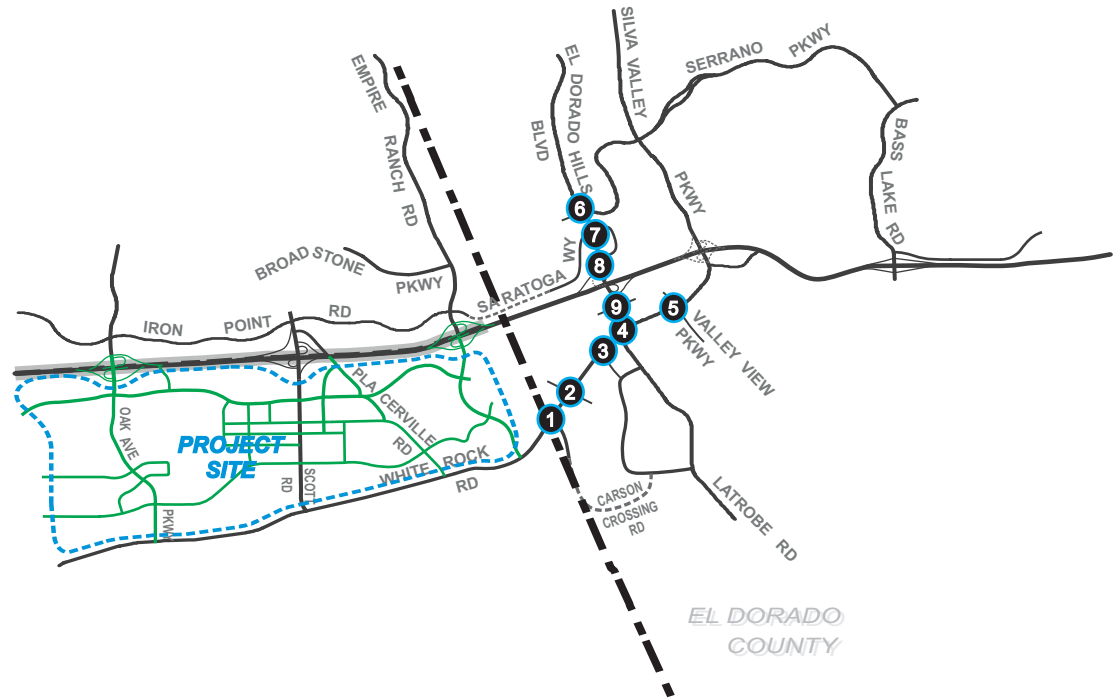 SILVA VALLEY
PKWY
EL DORADO HILLS
BLVD
SERRANO
PKWY
EMPIRE
RANCH RD
BASS
LAKE RD
BROAD STONE
PKWY
SARATOGA
WY
IRON
POINT
RD
6
7
8
9
5
4
3
2
1
VALLEY VIEW
PKWY
OAK AVE
PKWY
PROJECT
SITE
SCOTT
RD
PLA CERVILLE
RD
WHITE ROCK
RD
CARSON
CROSSING
RD
LATROBE RD
EL DORADO
COUNTY